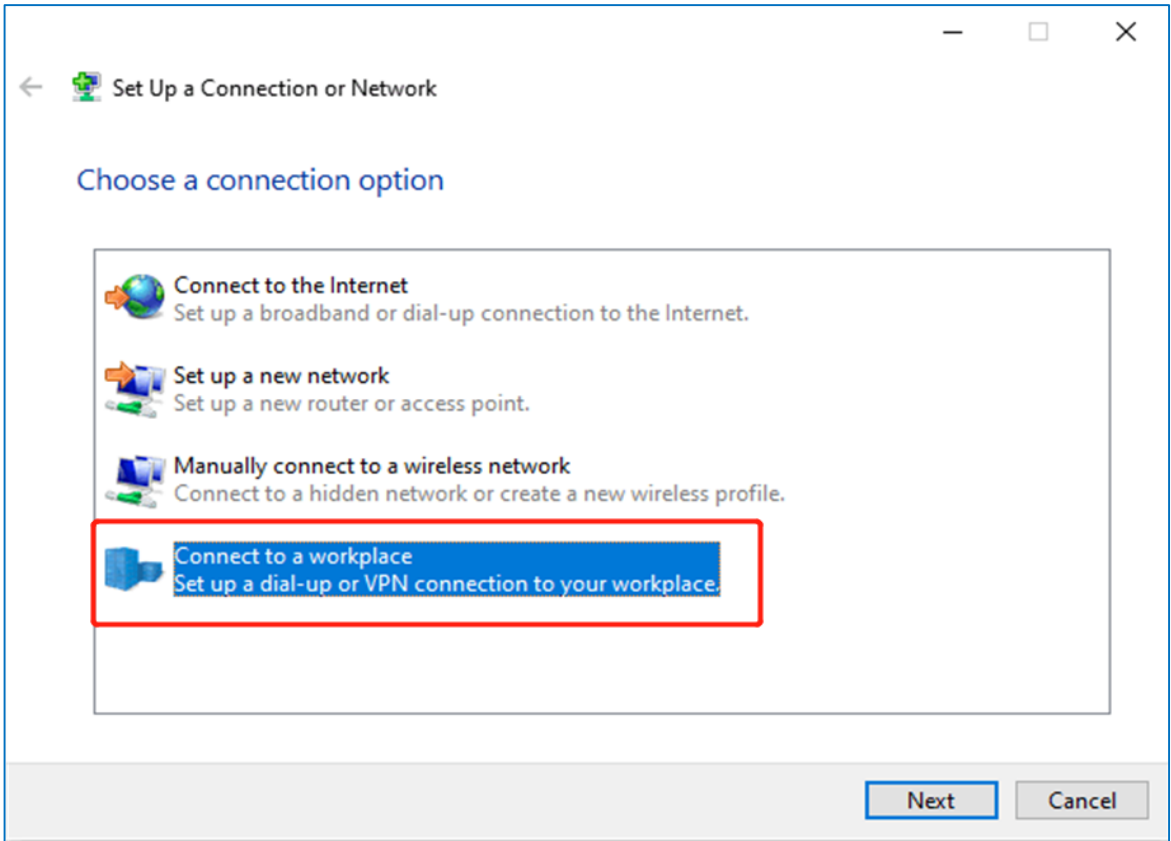 Set Up a Connection or Network
Choose a connection option
Connect to the Internet
Set up a broadband or dial-up connection to the Internet.
Set up a new network
Set up a new router or access point.
Manually connect to a wireless network
Connect to a hidden network or create a new wireless profile.
Connect to a workplace
Set up a dial-up or VPN connection to your workplace.
Next Cancel